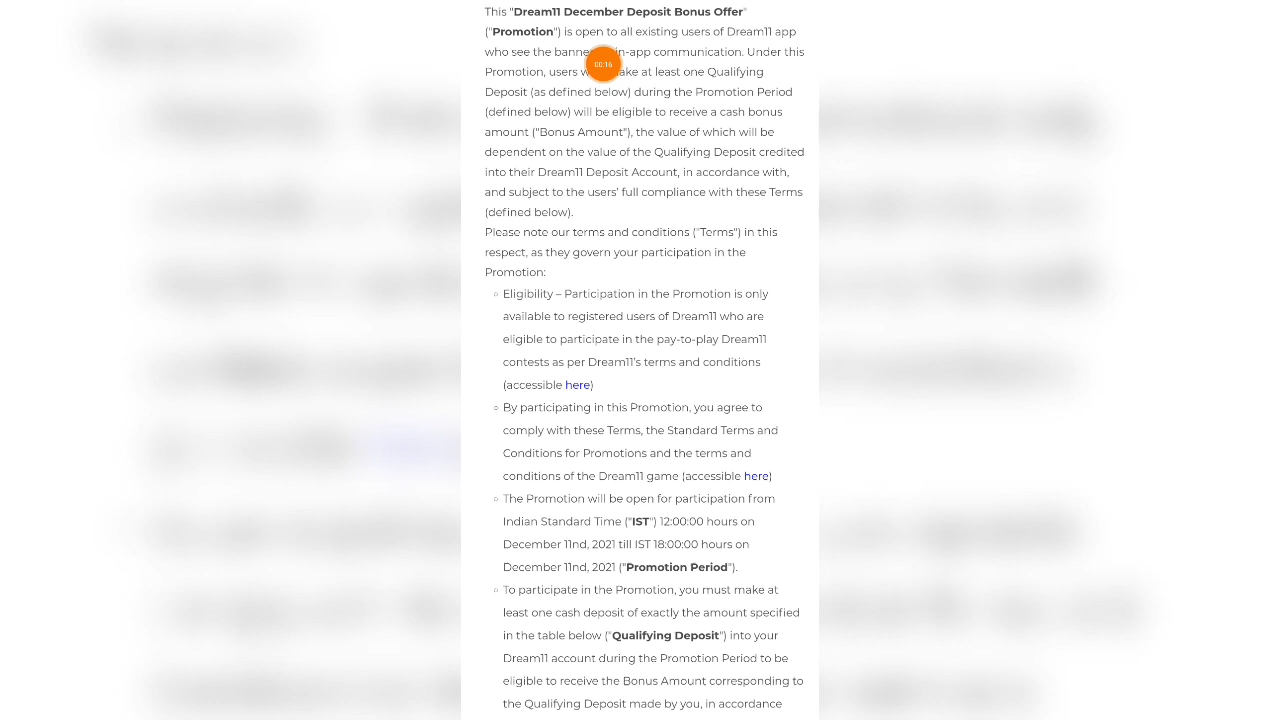 This "Dream11 December Deposit Bonus Offer"
("Promotion") is open to all existing users of Dream11 app
who see the in-app communication. Under this
Promotion, users make at least one Qualifying
Deposit (as defined below) during the Promotion Period
(defined below) will be eligible to receive a cash bonus
amount ("Bonus Amount"), the value of which will be
dependent on the value of the Qualifying Deposit credited
into their Dream11 Deposit Account, in accordance with,
and subject to the users' full compliance with these Terms
(defined below).
Please note our terms and conditions ("Terms") in this
respect, as they govern your participation in the
Promotion:
Eligibility – Participation in the Promotion is only
available to registered users of Dream11 who are
eligible to participate in the pay-to-play Dream11
contests as per Dream11's terms and conditions
(accessible here)
By participating in this Promotion, you agree to
comply with these Terms, the Standard Terms and
Conditions for Promotions and the terms and
conditions of the Dream11 game (accessible here)
The Promotion will be open for participation from
Indian Standard Time ("IST") 12:00:00 hours on
December 11nd, 2021 till IST 18:00:00 hours on
December 11nd, 2021 ("Promotion Period").
To participate in the Promotion, you must make at
least one cash deposit of exactly the amount specified
in the table below ("Qualifying Deposit") into your
Dream11 account during the Promotion Period to be
eligible to receive the Bonus Amount corresponding to
the Qualifying Deposit made by you, in accordance
00:16